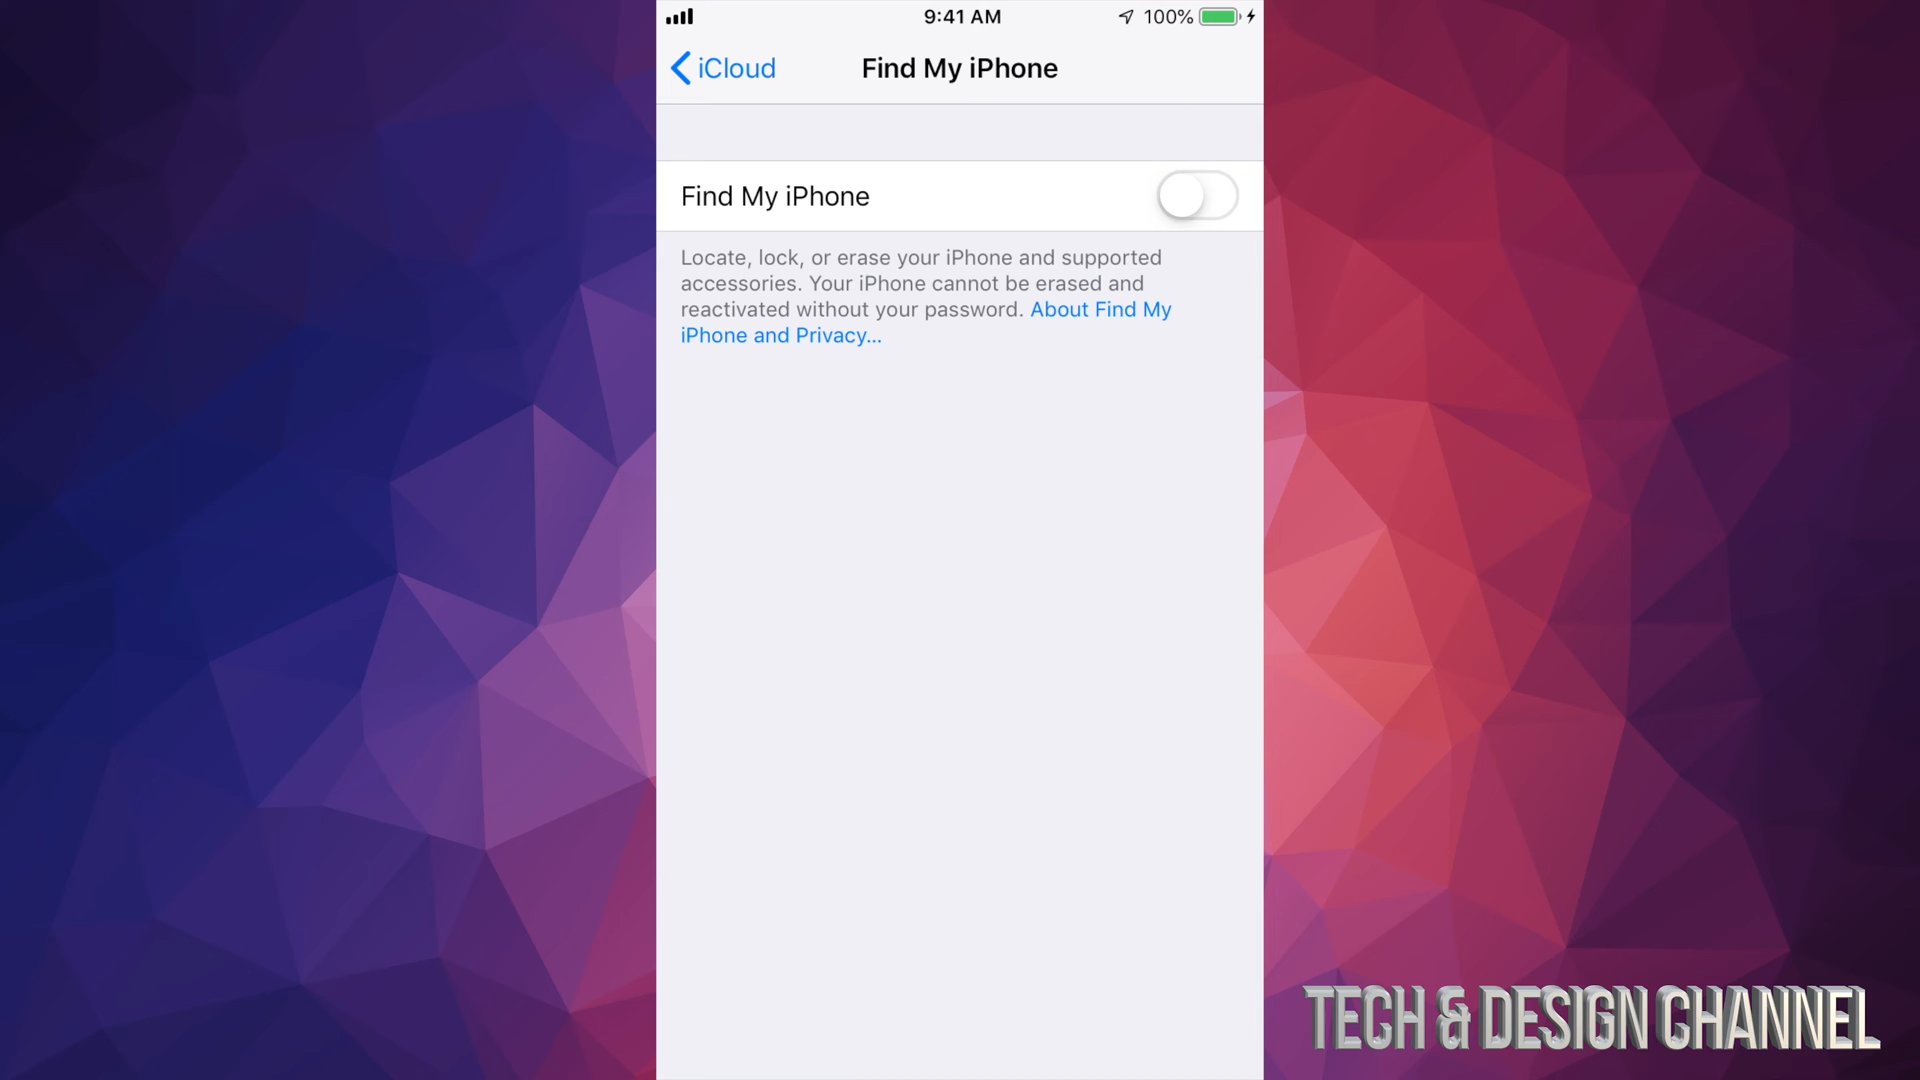 9:41 AM
100%
iCloud
Find My iPhone
Find My iPhone
Locate, lock, or erase your iPhone and supported
accessories. Your iPhone cannot be erased and
reactivated without your password. About Find My
iPhone and Privacy...
TECH & DESIGN CHANNEL